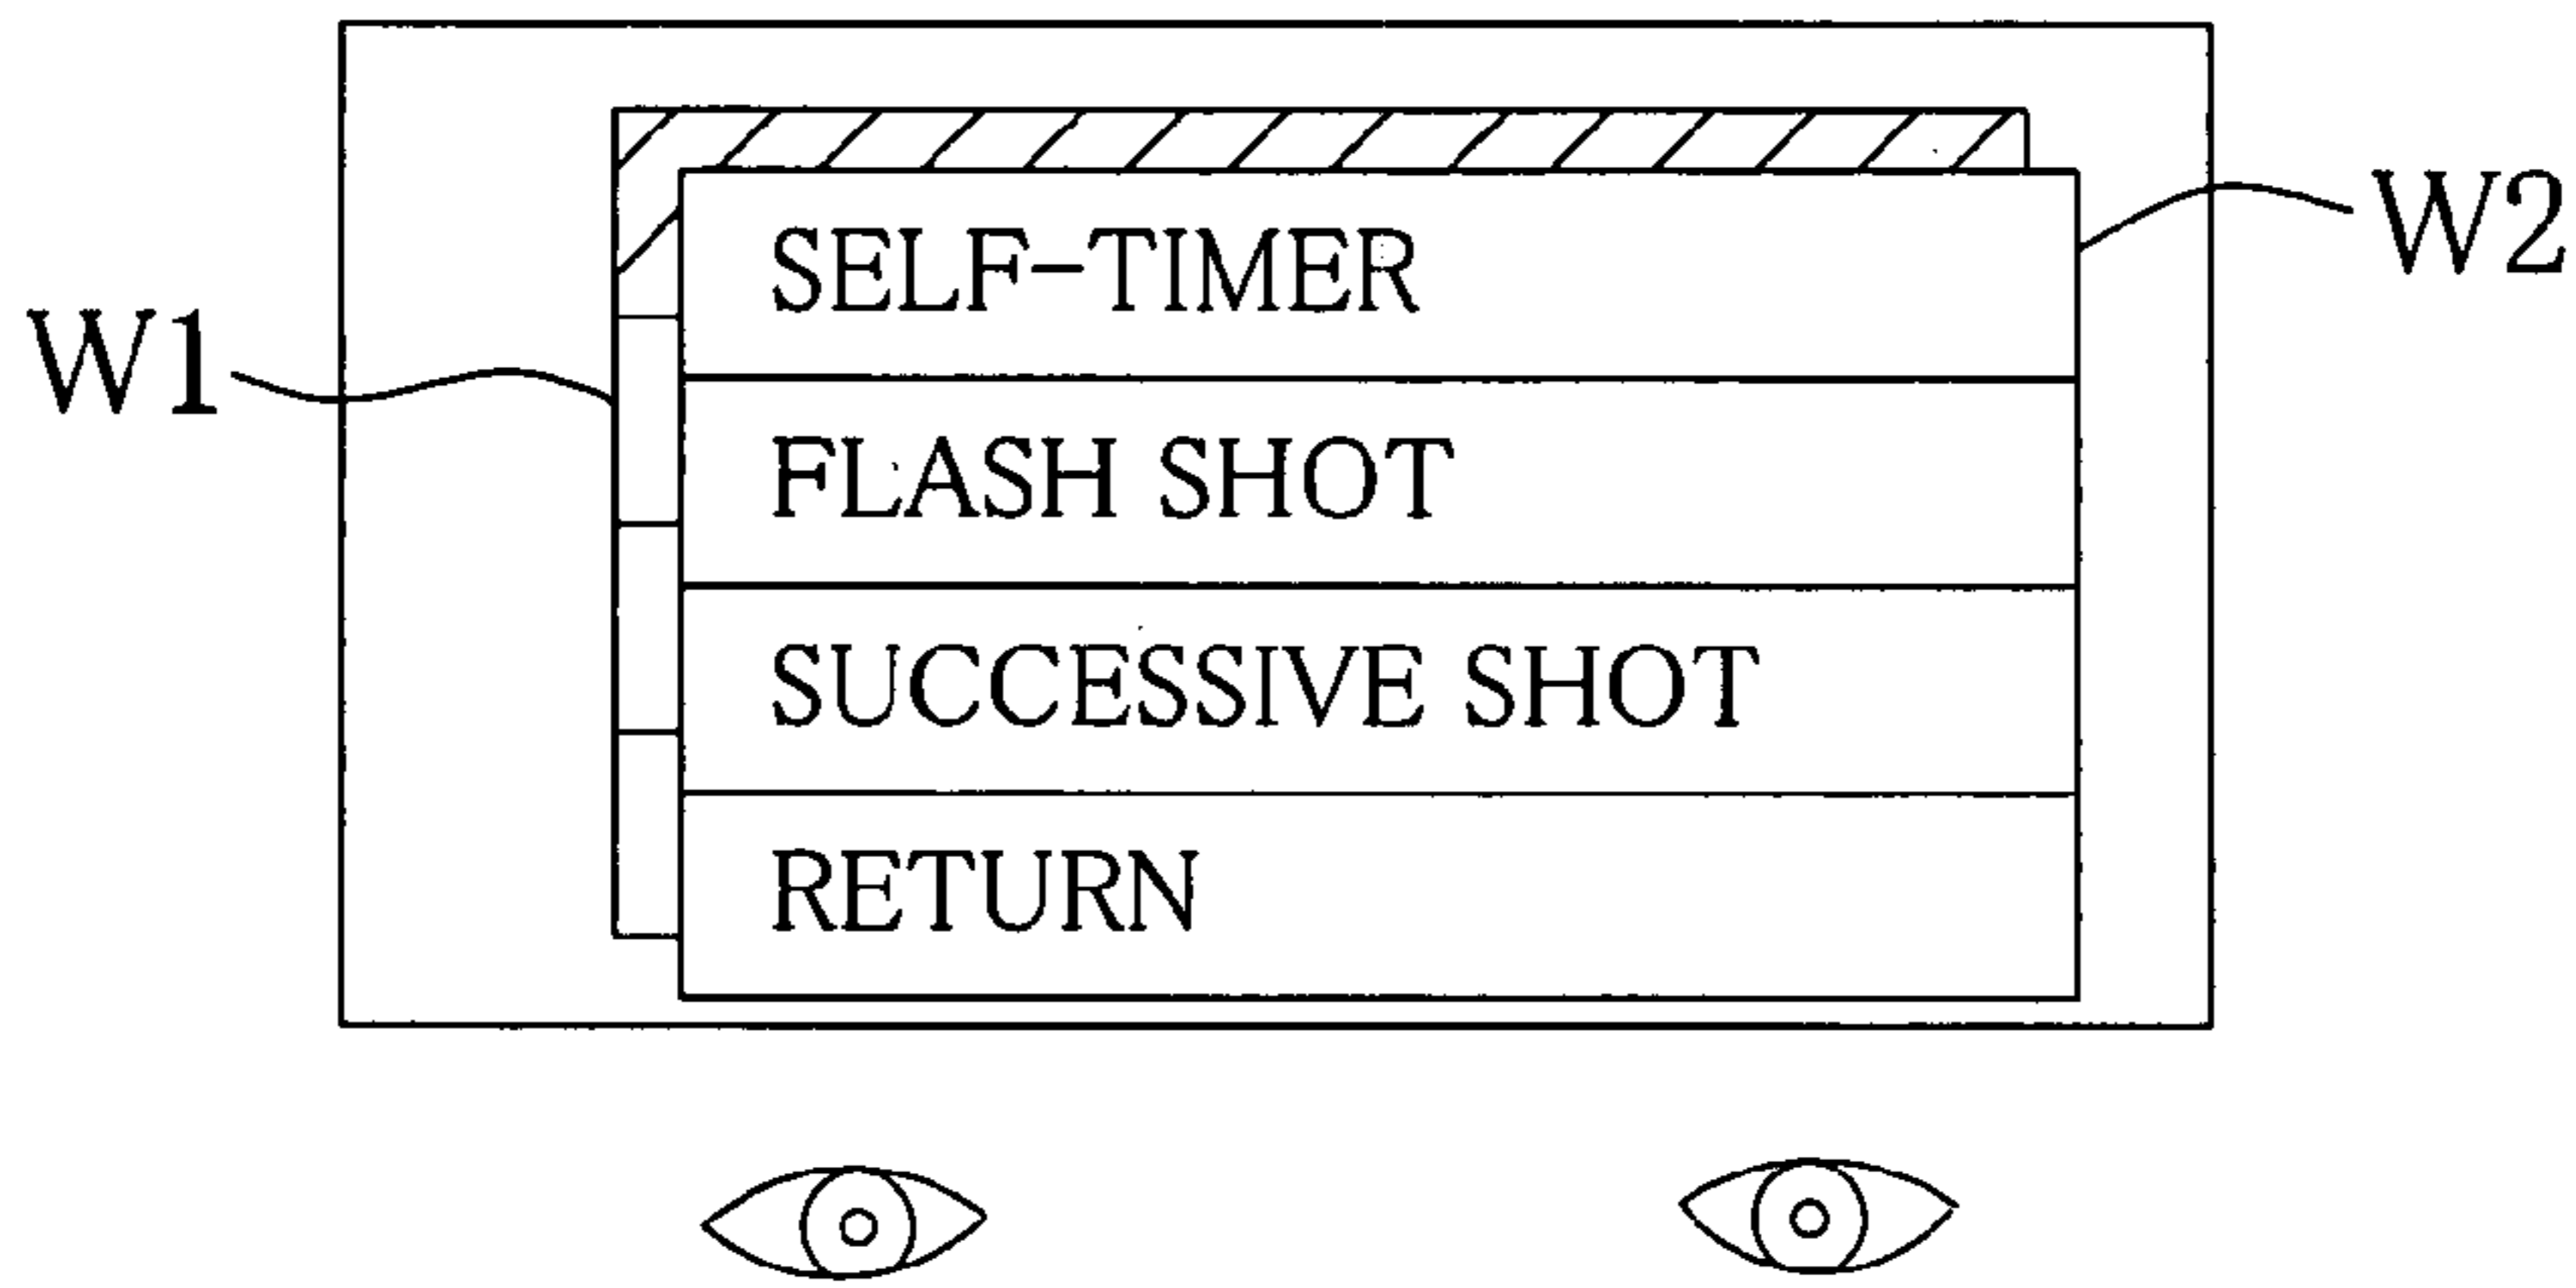 W1
W2
SELF-TIMER
FLASH SHOT
SUCCESSIVE SHOT
RETURN